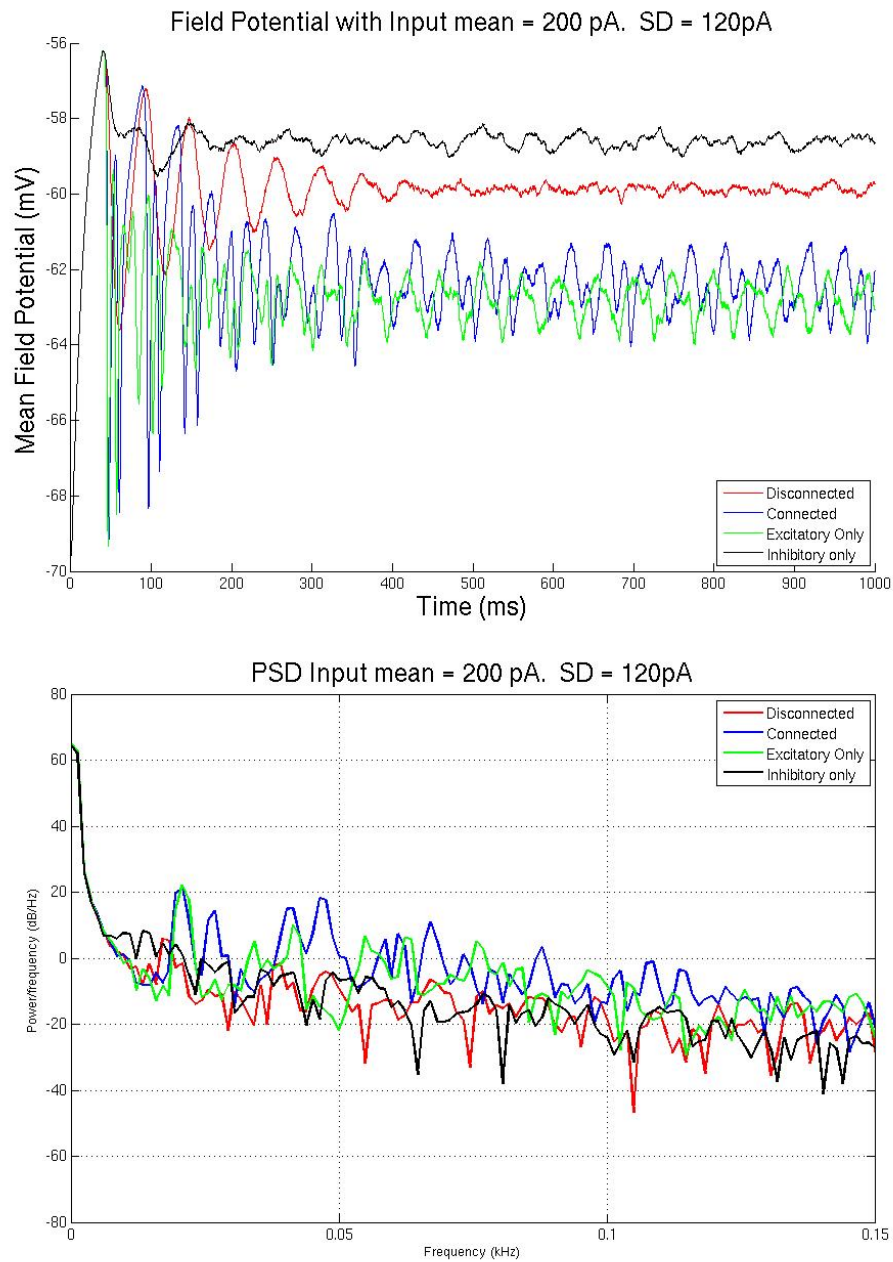 Field Potential with Input mean = 200 pA. SD = 120pA
-56
-58
-60
-62
-64
-66
-68
-70
Mean Field Potential (mV)
Disconnected
Connected
Excitatory Only
Inhibitory only
0 100 200 300 400 500 600 700 800 900 1000
Time (ms)
PSD Input mean = 200 pA. SD = 120pA
80
60
40
20
0
-20
-40
-60
-80
Power/frequency (dB/Hz)
Disconnected
Connected
Excitatory Only
Inhibitory only
0 0.05 0.1 0.15
Frequency (kHz)